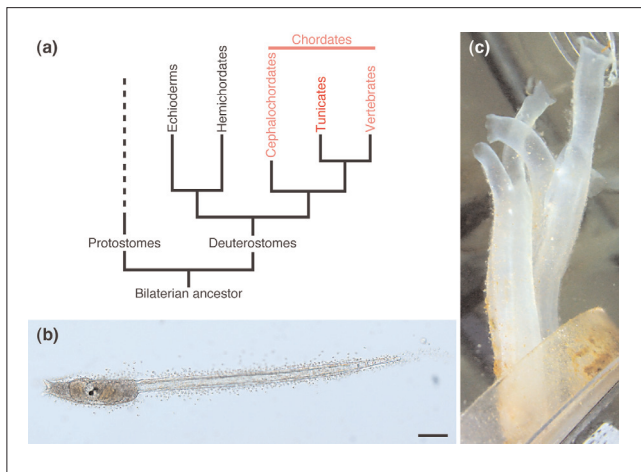 (a)
Chordates
Echioderms
Hemichordates
Cephalochordates
Tunicates
Vertebrates
Protostomes
Deuterostomes
Bilaterian ancestor
(b)
(c)